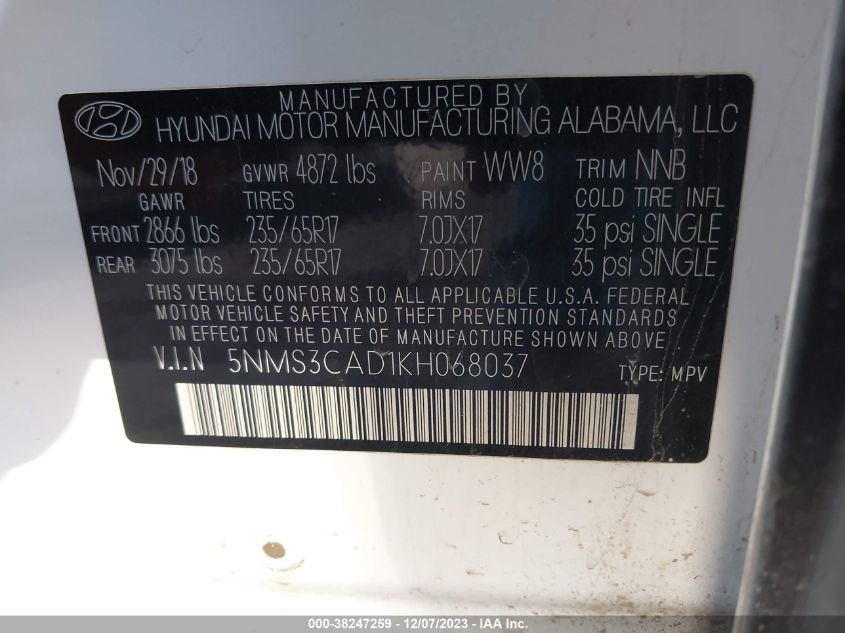 MANUFACTURED BY
HYUNDAI MOTOR MANUFACTURING ALABAMA, LLC
Nov/29/18 GVWR 4872 lbs PAINT WW8 TRIM NNB
GAWR TIRES RIMS COLD TIRE INFL
FRONT 2866 lbs 235/65R17 7.0JX17 35 psi SINGLE
REAR 3075 lbs 235/65R17 7.0JX17 35 psi SINGLE
THIS VEHICLE CONFORMS TO ALL APPLICABLE U.S.A. FEDERAL
MOTOR VEHICLE SAFETY AND THEFT PREVENTION STANDARDS
IN EFFECT ON THE DATE OF MANUFACTURE SHOWN ABOVE.
V.I.N 5NMS3CAD1KH068037 TYPE: MPV
000-38247259 - 12/07/2023 - IAA Inc.